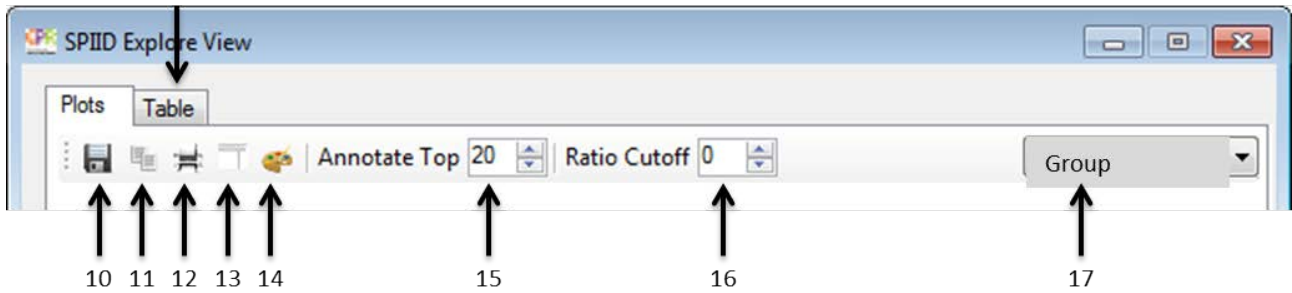 SPIID Explore View
Plots Table
Annotate Top 20 Ratio Cutoff 0 Group
10 11 12 13 14 15 16 17